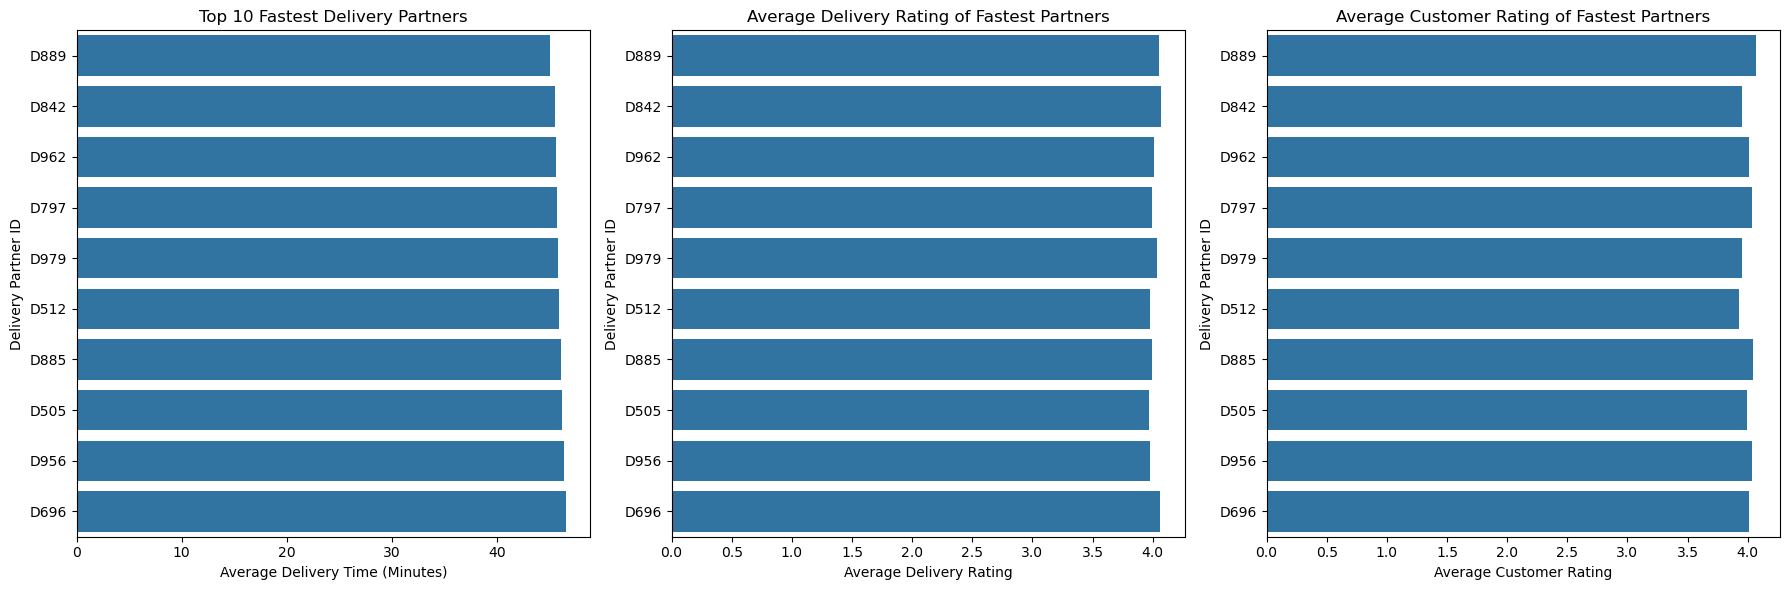 Top 10 Fastest Delivery Partners
Delivery Partner ID
D889
D842
D962
D797
D979
D512
D885
D505
D956
D696
0 10 20 30 40
Average Delivery Time (Minutes)
Average Delivery Rating of Fastest Partners
Delivery Partner ID
D889
D842
D962
D797
D979
D512
D885
D505
D956
D696
0.0 0.5 1.0 1.5 2.0 2.5 3.0 3.5 4.0
Average Delivery Rating
Average Customer Rating of Fastest Partners
Delivery Partner ID
D889
D842
D962
D797
D979
D512
D885
D505
D956
D696
0.0 0.5 1.0 1.5 2.0 2.5 3.0 3.5 4.0
Average Customer Rating